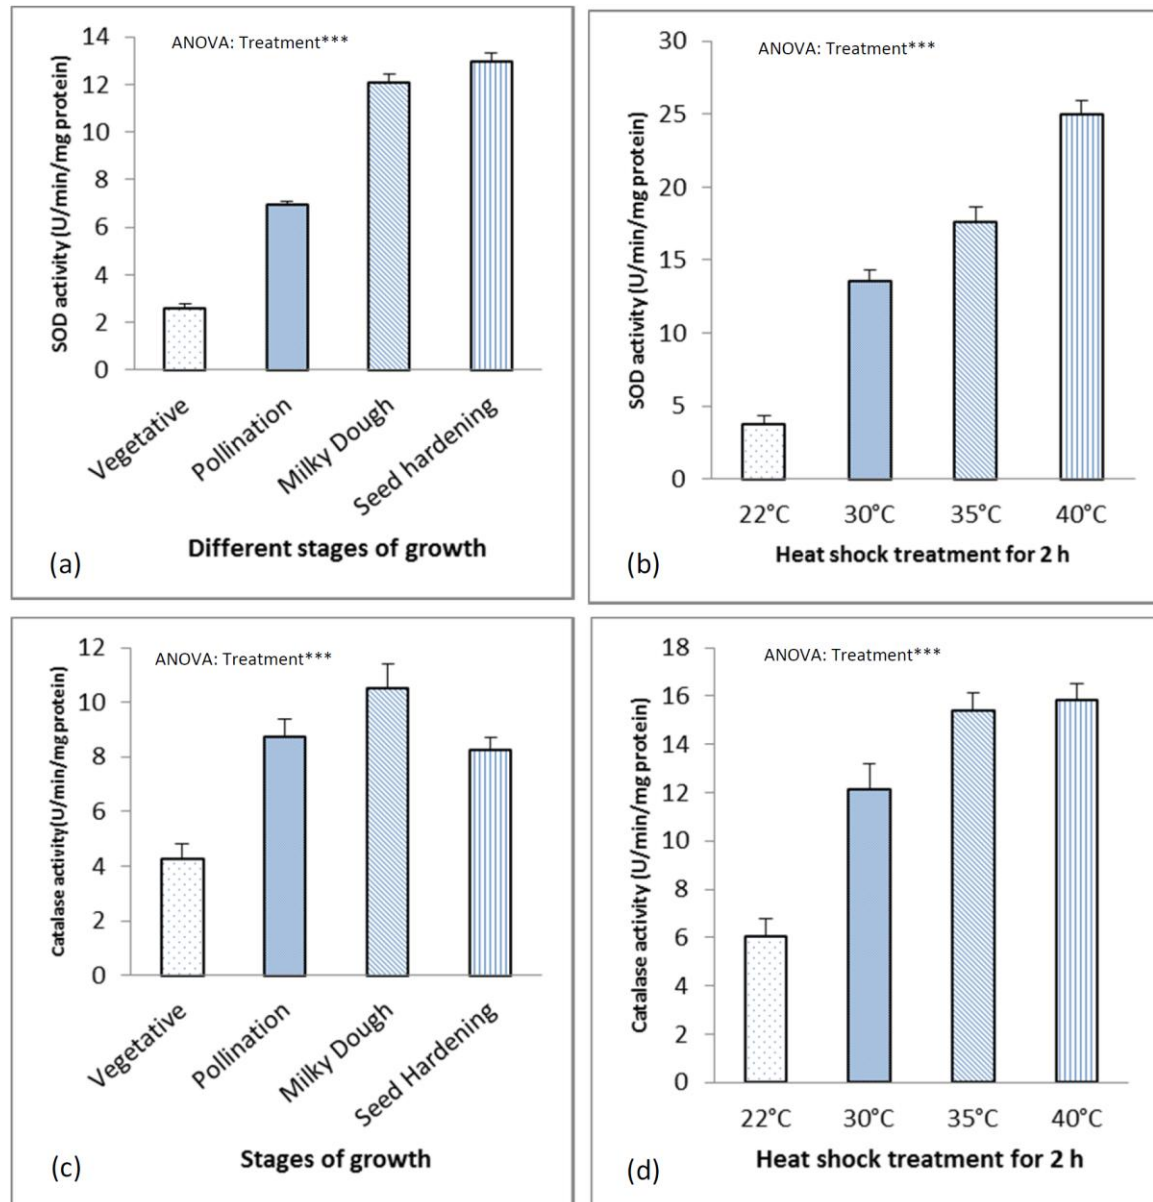 ANOVA: Treatment***
SOD activity (U/min/mg protein)
14
12
10
8
6
4
2
0
Vegetative
Pollination
Milky Dough
Seed hardening
Different stages of growth
(a)
ANOVA: Treatment***
SOD activity (U/min/mg protein)
30
25
20
15
10
5
0
22°C 30°C 35°C 40°C
Heat shock treatment for 2 h
(b)
ANOVA: Treatment***
Catalase activity(U/min/mg protein)
12
10
8
6
4
2
0
Vegetative
Pollination
Milky Dough
Seed Hardening
Stages of growth
(c)
ANOVA: Treatment***
Catalase activity (U/min/mg protein)
18
16
14
12
10
8
6
4
2
0
22°C 30°C 35°C 40°C
Heat shock treatment for 2 h
(d)